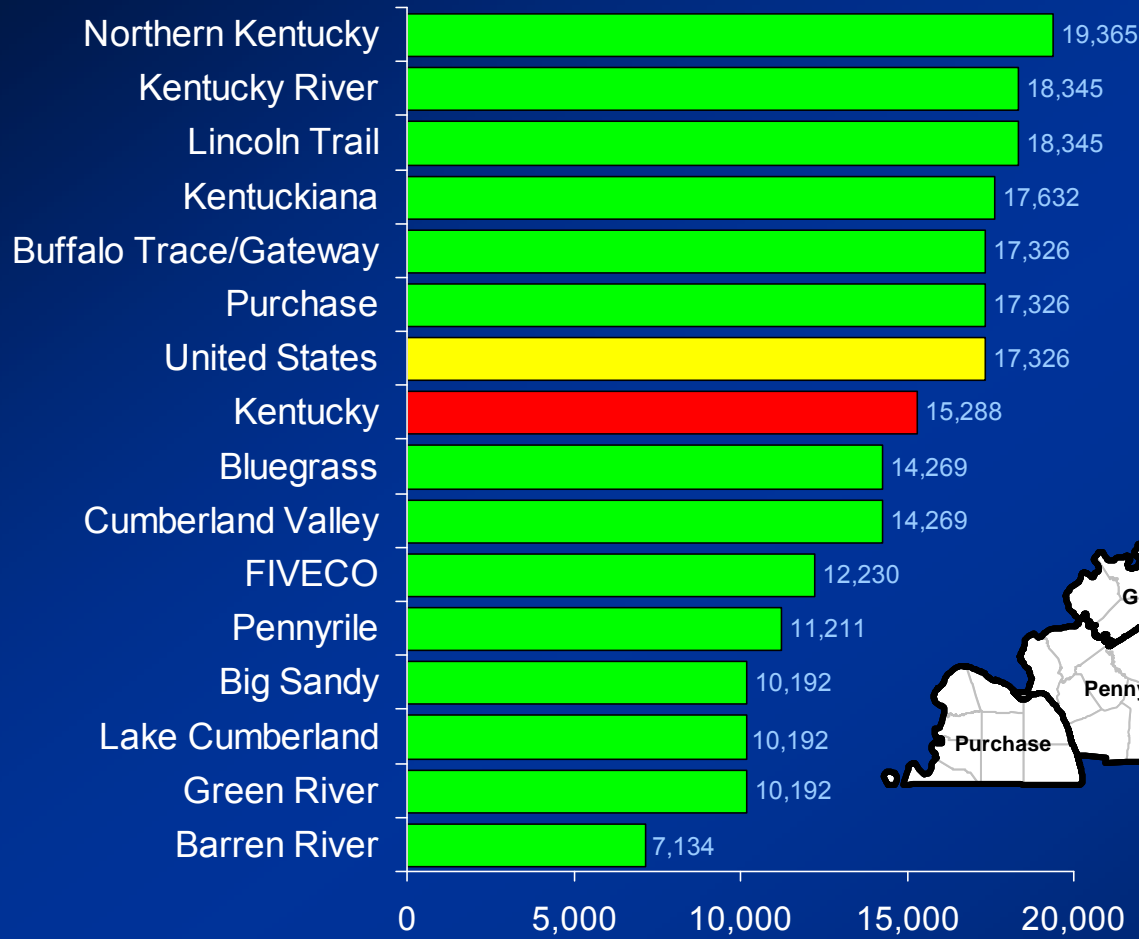 Northern Kentucky 19,365
Kentucky River 18,345
Lincoln Trail 18,345
Kentuckiana 17,632
Buffalo Trace/Gateway 17,326
Purchase 17,326
United States 17,326
Kentucky 15,288
Bluegrass 14,269
Cumberland Valley 14,269
FIVECO 12,230
Pennyrile 11,211
Big Sandy 10,192
Lake Cumberland 10,192
Green River 10,192
Barren River 7,134
0 5,000 10,000 15,000 20,000
G
Penny
Purchase